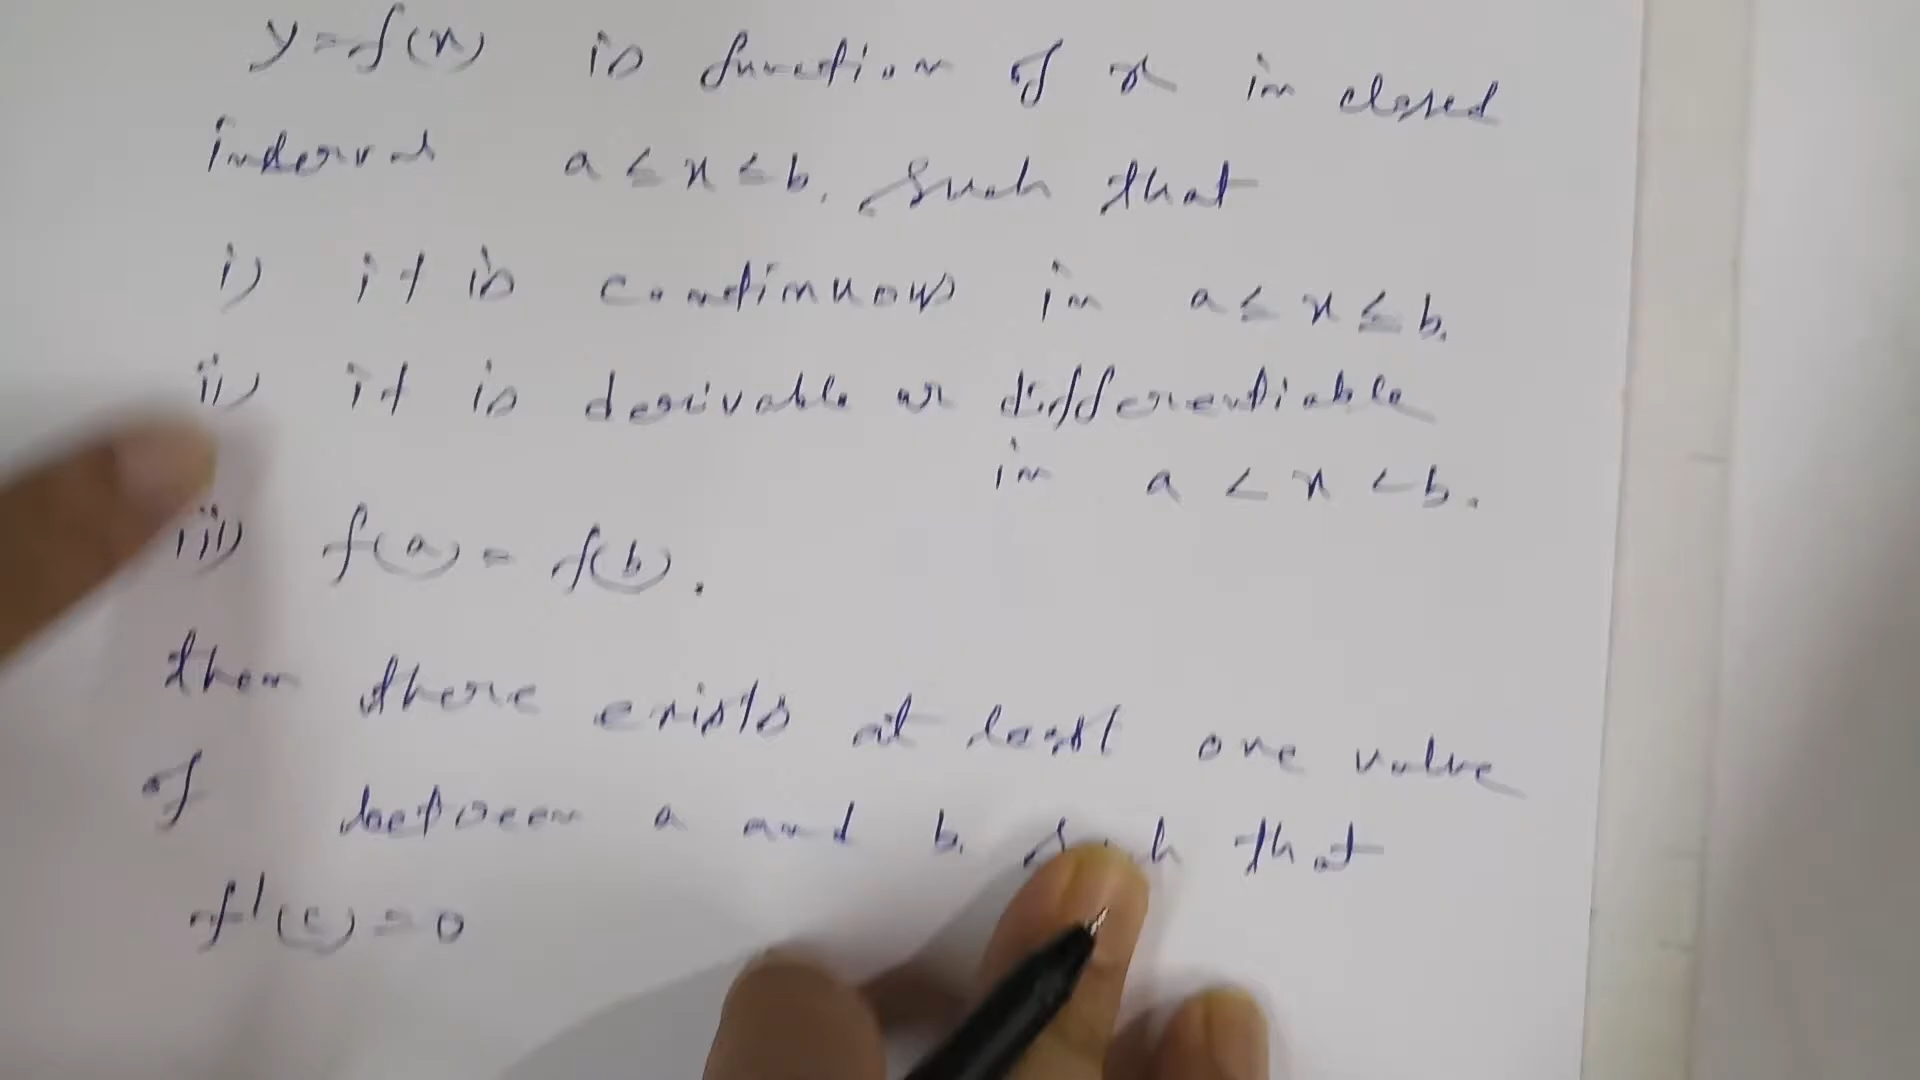 y=f(x) is function of x in closed
interval a ≤ x ≤ b. such that
i) it is continuous in a ≤ x ≤ b.
ii) it is derivable or differentiable
in a < x < b.
iii) f(a) = f(b).
then there exists at least one value
of between a and b. such that
f'(c) = 0